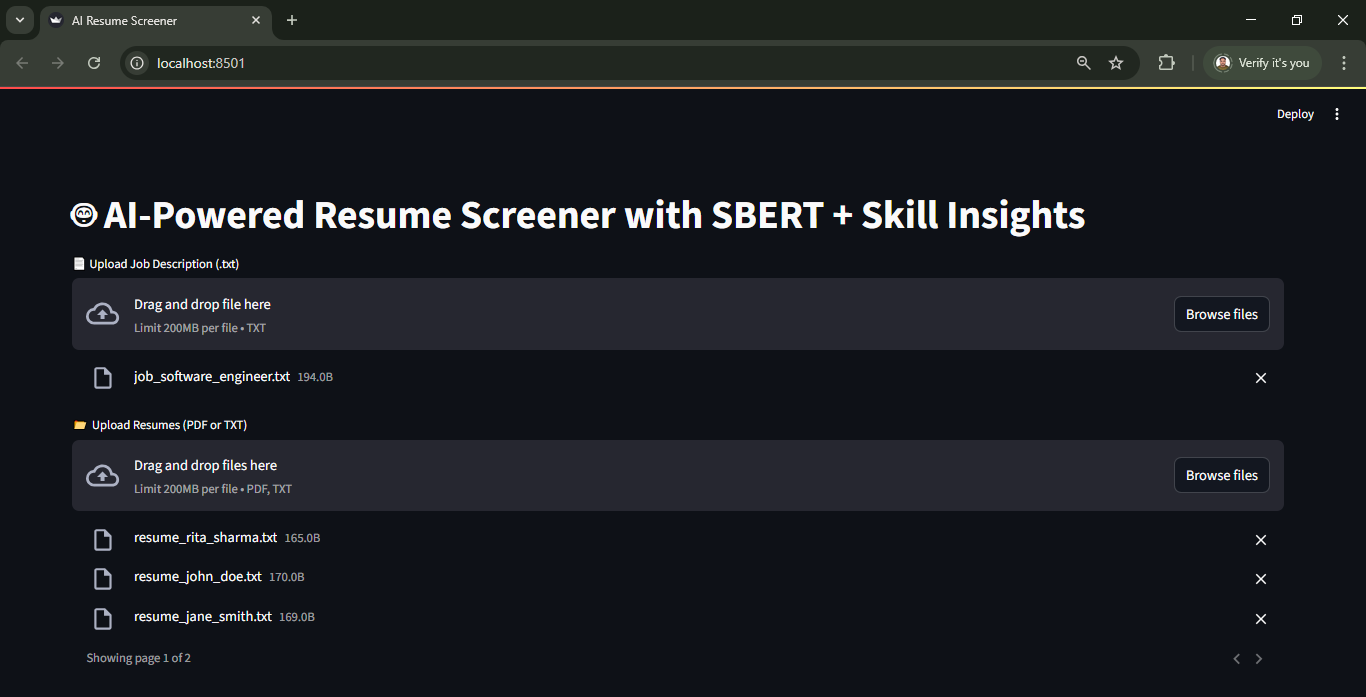 AI Resume Screener
localhost:8501
Verify it's you
Deploy
AI-Powered Resume Screener with SBERT + Skill Insights
Upload Job Description (.txt)
Drag and drop file here
Limit 200MB per file • TXT
Browse files
job_software_engineer.txt 194.0B
Upload Resumes (PDF or TXT)
Drag and drop files here
Limit 200MB per file • PDF, TXT
Browse files
resume_rita_sharma.txt 165.0B
resume_john_doe.txt 170.0B
resume_jane_smith.txt 169.0B
Showing page 1 of 2